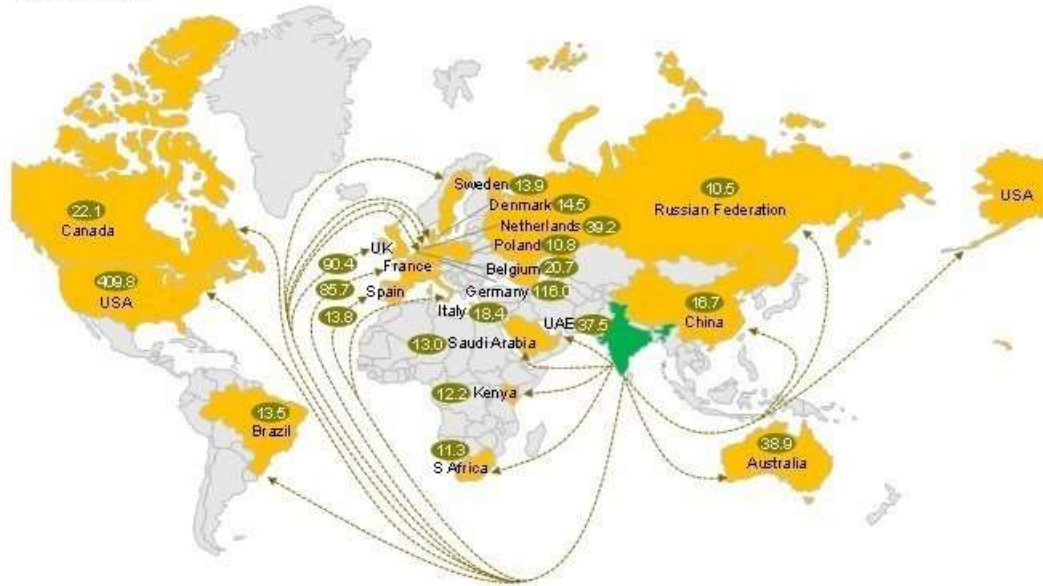 Sweden 13.9
Denmark 14.5
Netherlands 39.2
Poland 10.8
Belgium 20.7
Germany 116.0
10.5
Russian Federation
USA
22.1
Canada
409.8
USA
90.4 UK
85.7 France
13.8 Spain
Italy 18.4
UAE 37.5
16.7
China
13.0 Saudi Arabia
12.2 Kenya
13.5
Brazil
11.3
S Africa
38.9
Australia